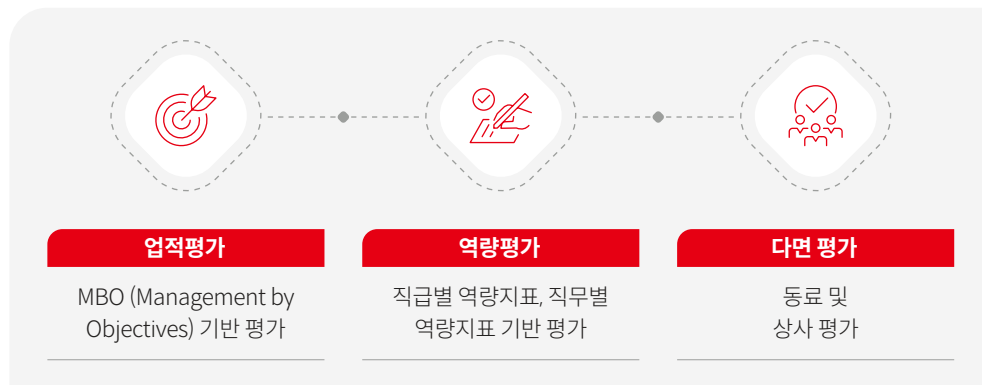 업적평가
MBO (Management by
Objectives) 기반 평가
역량평가
직급별 역량지표, 직무별
역량지표 기반 평가
다면 평가
동료 및
상사 평가